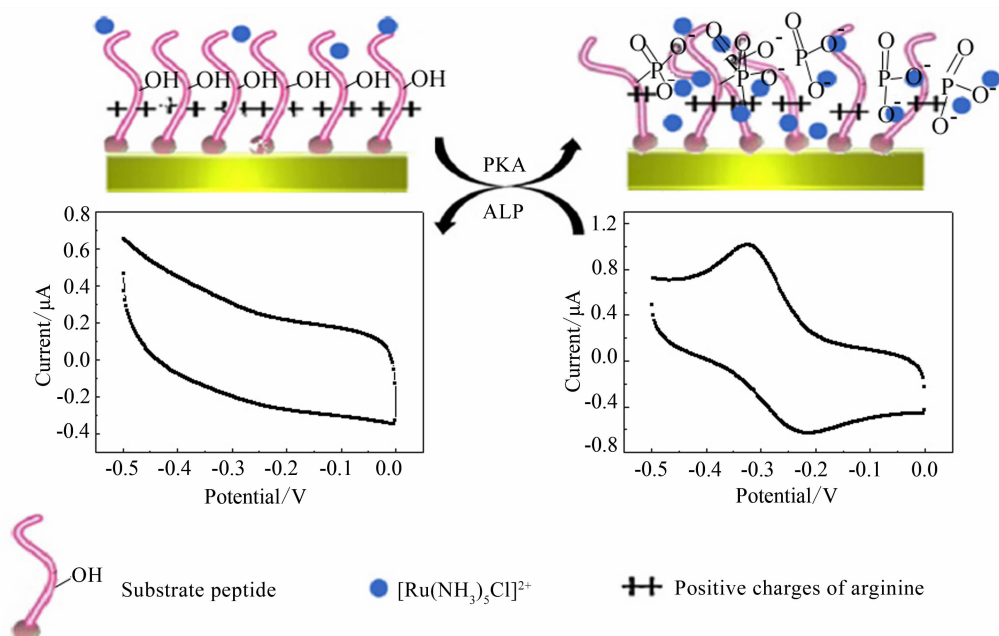 OH OH OH OH OH OH
O O⁻ P O⁻
O P O⁻ O⁻
O P O⁻ O⁻
O P O⁻ O⁻
O P O⁻ O⁻
PKA
ALP
0.8
0.6
0.4
0.2
0.0
-0.2
-0.4
Current/μA
-0.5 -0.4 -0.3 -0.2 -0.1 0.0
Potential/V
1.2
0.8
0.4
0.0
-0.4
-0.8
Current/μA
-0.5 -0.4 -0.3 -0.2 -0.1 0.0
Potential/V
OH
Substrate peptide
[Ru(NH₃)₅Cl]²⁺
Positive charges of arginine